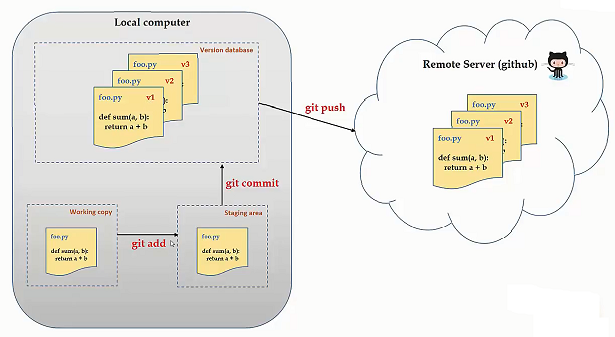 Local computer
Version database
foo.py v3
foo.py v2
foo.py v1
def sum(a, b):
return a + b
git push
Remote Server (github)
foo.py v3
foo.py v2
foo.py v1
def sum(a, b):
return a + b
git commit
Working copy
foo.py
def sum(a, b):
return a + b
git add
Staging area
foo.py
def sum(a, b):
return a + b